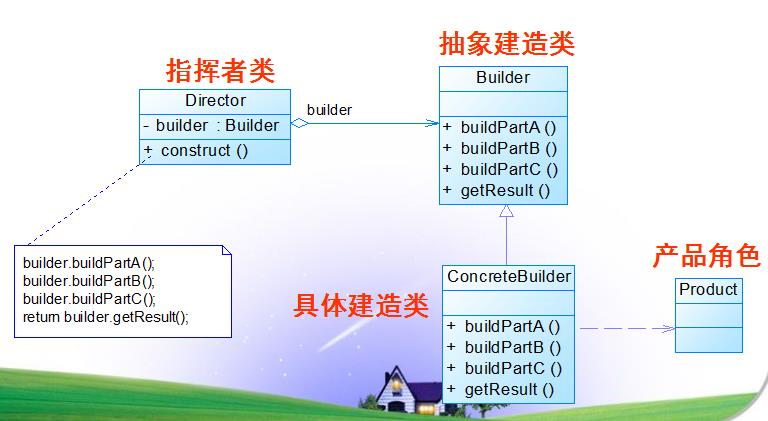 抽象建造类
指挥者类
Builder
Director
builder
- builder : Builder
+ construct ()
+ buildPartA ()
+ buildPartB ()
+ buildPartC ()
+ getResult ()
builder.buildPartA();
builder.buildPartB();
builder.buildPartC();
return builder.getResult();
产品角色
具体建造类
ConcreteBuilder
Product
+ buildPartA ()
+ buildPartB ()
+ buildPartC ()
+ getResult ()